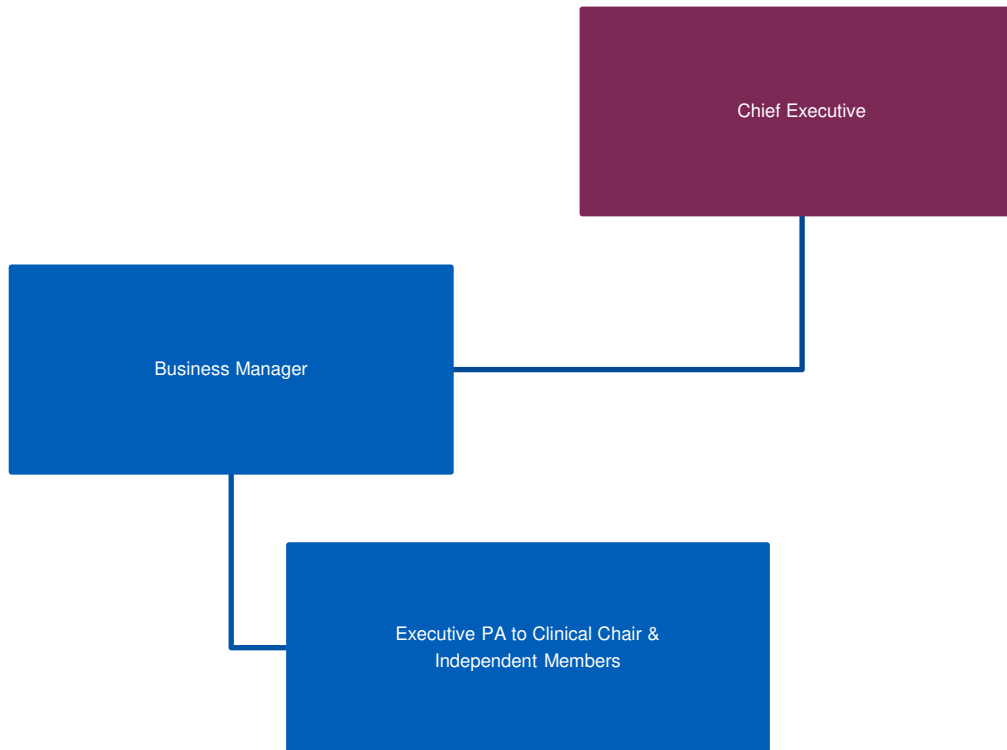 Chief Executive
Business Manager
Executive PA to Clinical Chair &
Independent Members